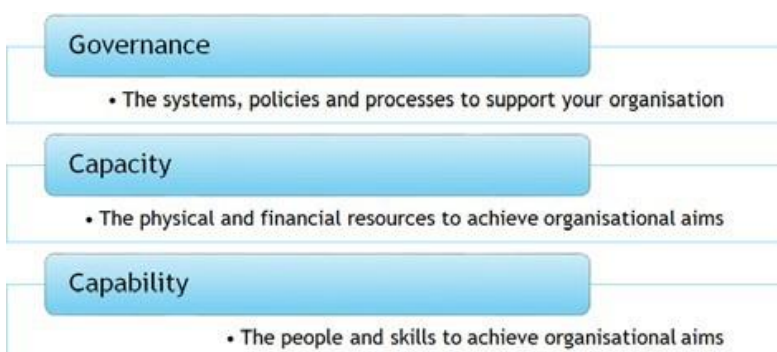 Governance
• The systems, policies and processes to support your organisation
Capacity
• The physical and financial resources to achieve organisational aims
Capability
• The people and skills to achieve organisational aims